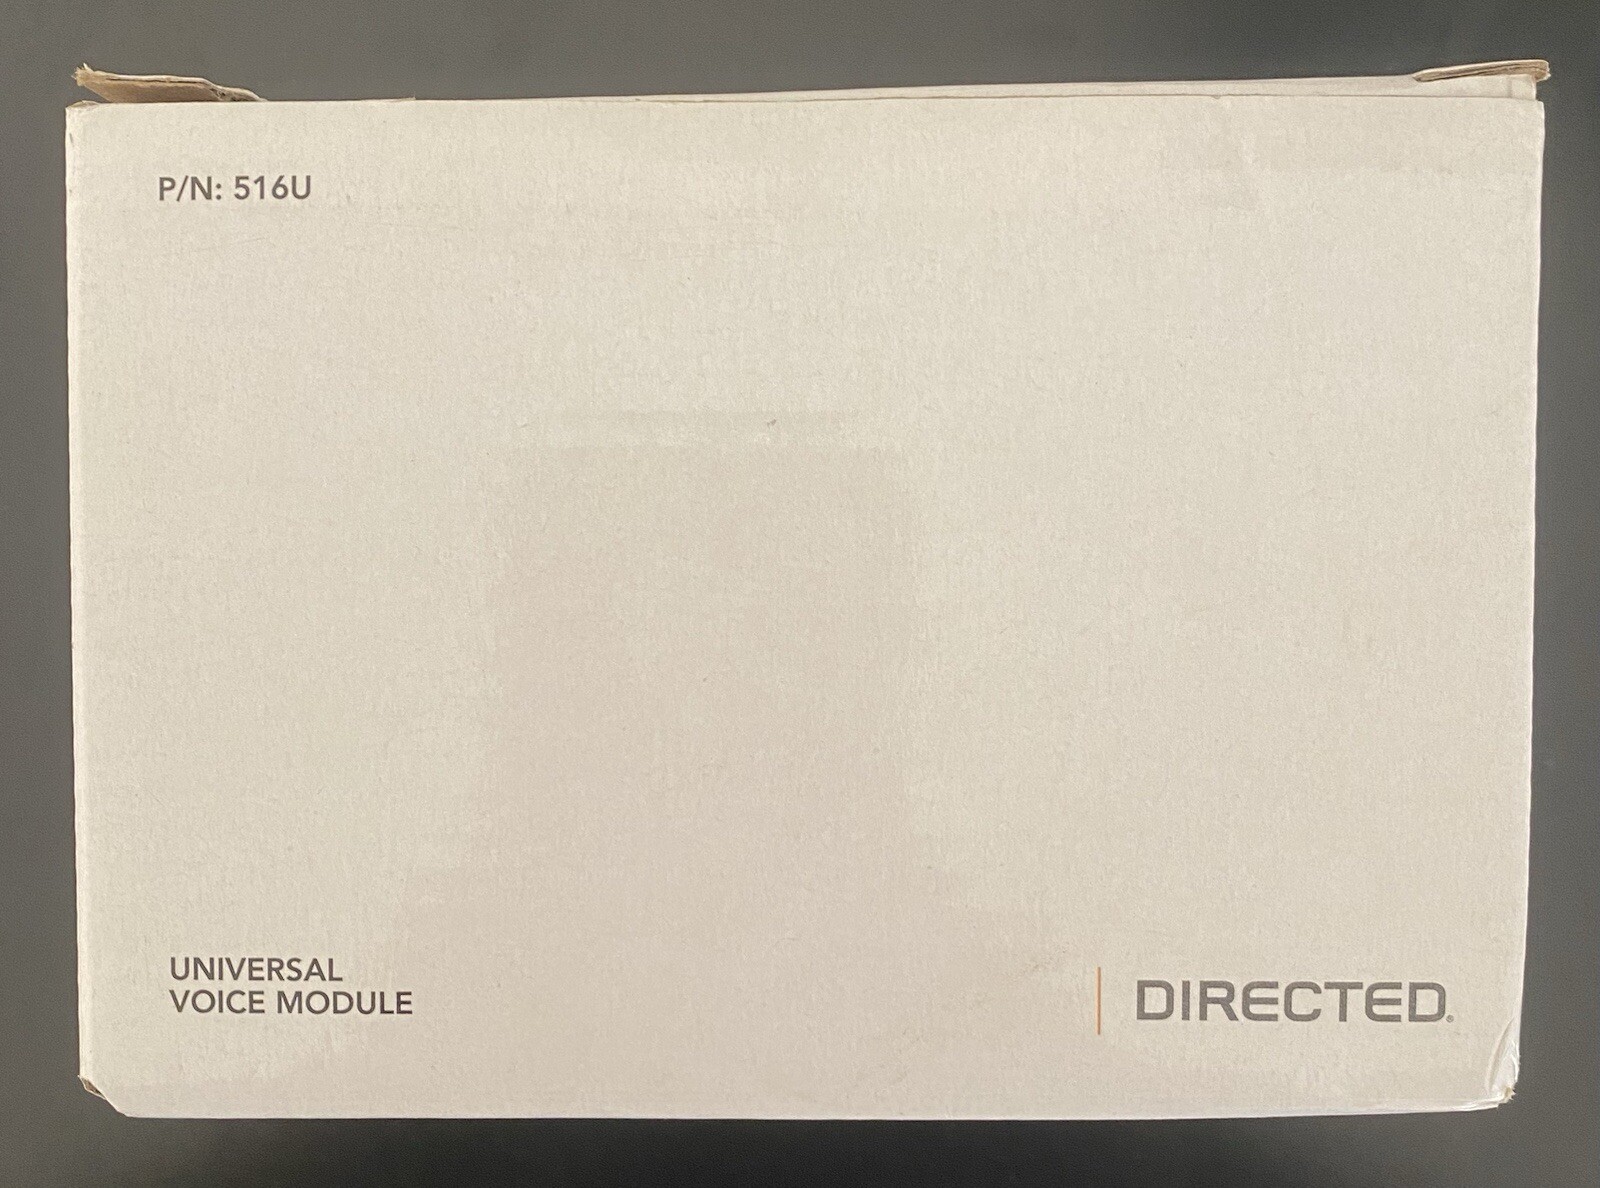 P/N: 516U
UNIVERSAL
VOICE MODULE
DIRECTED®